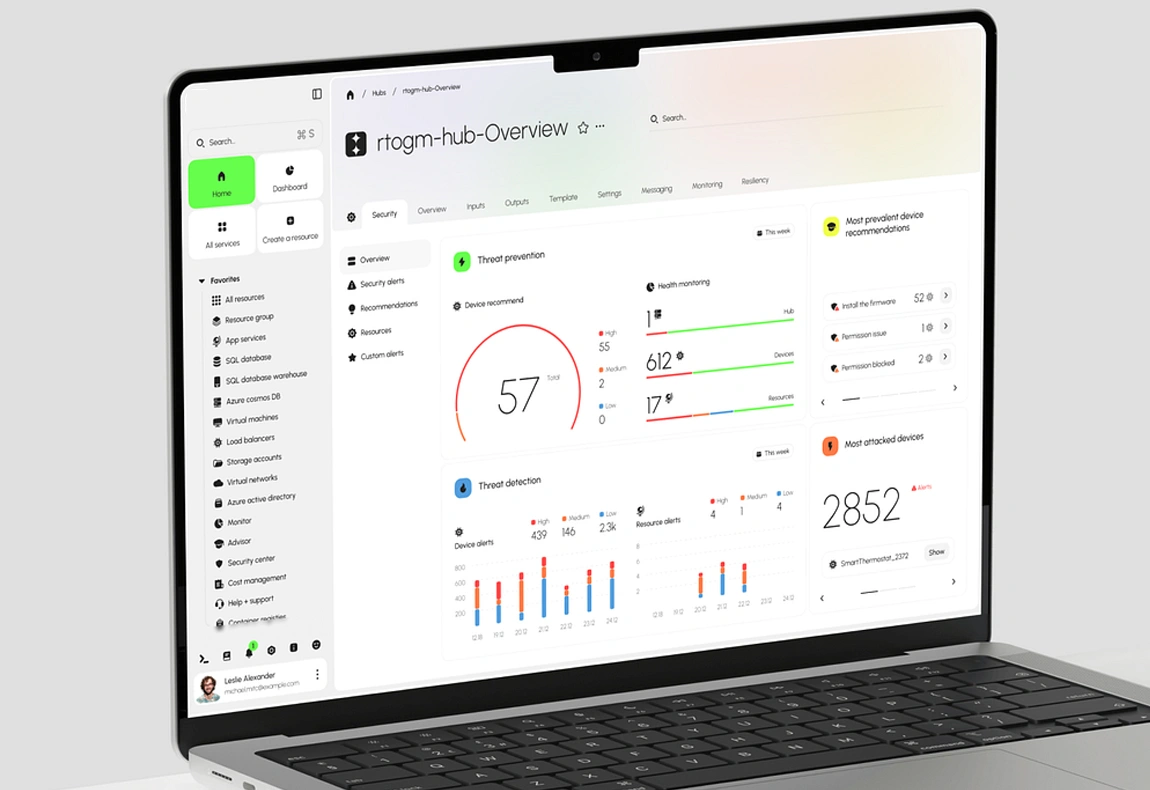 Search..
⌘ S
Home
Dashboard
All services
Create a resource
Favorites
All resources
Resource group
App services
SQL database
SQL database warehouse
Azure cosmos DB
Virtual machines
Load balancers
Storage accounts
Virtual networks
Azure active directory
Monitor
Advisor
Security center
Cost management
Help + support
Container registries
1
Leslie Alexander
michael.mitc@example.com
/ Hubs / rtogm-hub-Overview
rtogm-hub-Overview
Search..
Security
Overview
Inputs
Outputs
Template
Settings
Messaging
Monitoring
Resiliency
Overview
Security alerts
Recommendations
Resources
Custom alerts
Threat prevention
This week
Device recommend
57
Total
High
55
Medium
2
Low
0
Health monitoring
1
Hub
612
Devices
17
Resources
Threat detection
This week
Device alerts
High
439
Medium
146
Low
2.3k
800
600
400
200
12.18
19.12
20.12
21.12
22.12
23.12
24.12
Resource alerts
High
4
Medium
1
Low
4
8
6
4
2
12.18
19.12
20.12
21.12
22.12
23.12
24.12
Most prevalent device
recommendations
Install the firmware
52
Permission issue
1
Permission blocked
2
Most attacked devices
2852
Alerts
SmartThermostat_2372
Show
Q W E R T Y U I O P
A S D F G H J K L
Z X C V B N M
command
option